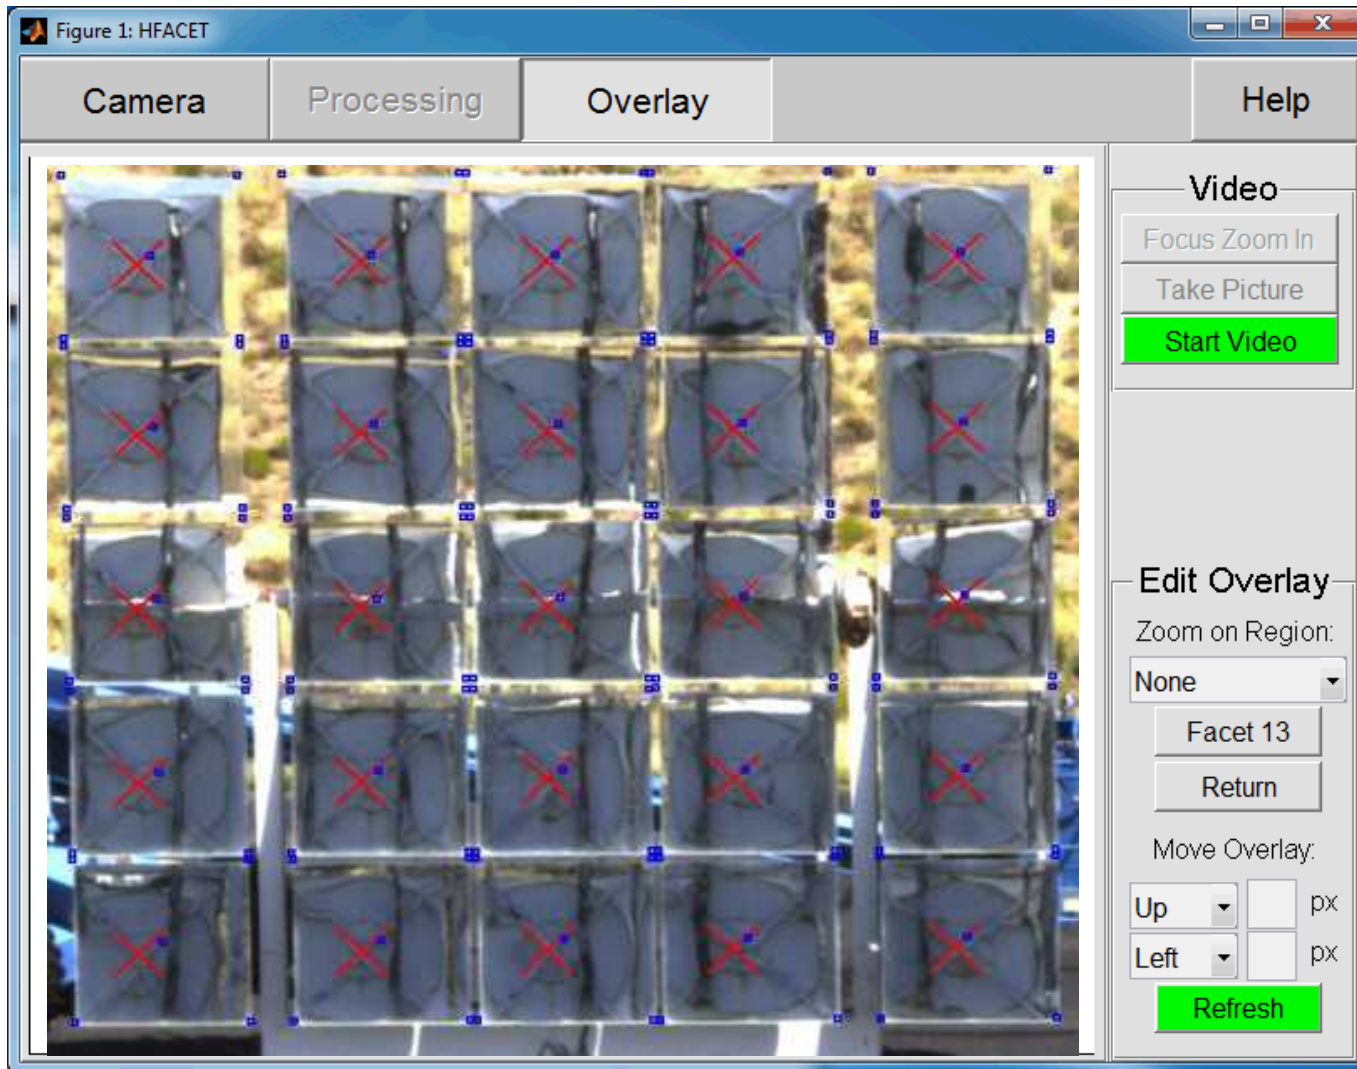 Figure 1: HFACET
Camera
Processing
Overlay
Help
Video
Focus Zoom In
Take Picture
Start Video
Edit Overlay
Zoom on Region:
None
Facet 13
Return
Move Overlay:
Up px
Left px
Refresh